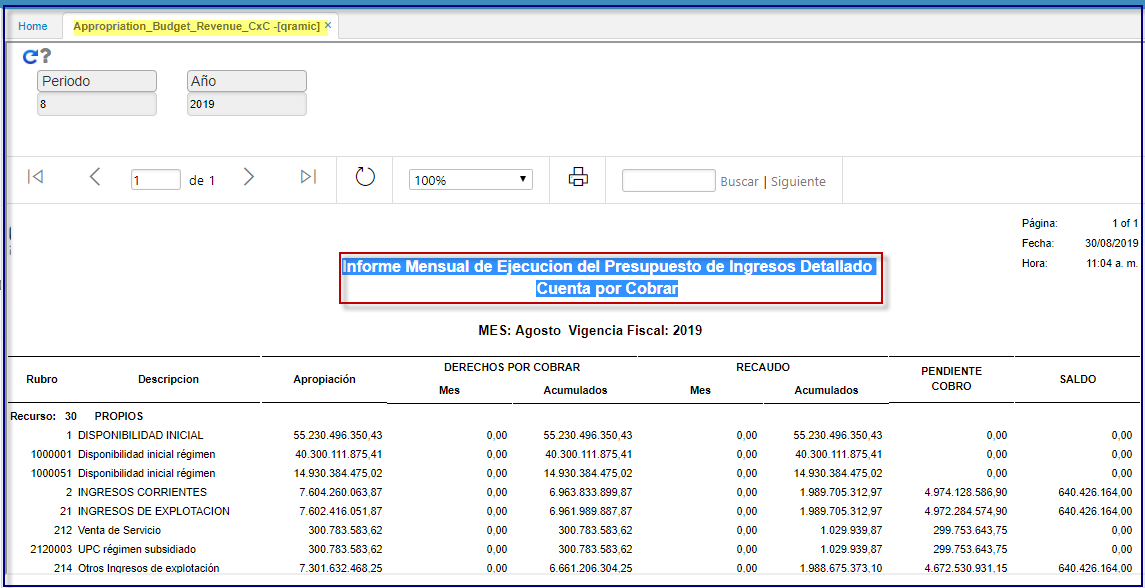 Home
Appropriation_Budget_Revenue_CxC -[qramic] ×
?
Periodo Año
8 2019
1 de 1 100% Buscar | Siguiente
Página: 1 of 1
Fecha: 30/08/2019
Hora: 11:04 a. m.
Informe Mensual de Ejecucion del Presupuesto de Ingresos Detallado
Cuenta por Cobrar
MES: Agosto Vigencia Fiscal: 2019
Rubro Descripcion Apropiación DERECHOS POR COBRAR RECAUDO PENDIENTE COBRO SALDO
Mes Acumulados Mes Acumulados
Recurso: 30 PROPIOS
1 DISPONIBILIDAD INICIAL 55.230.496.350,43 0,00 55.230.496.350,43 0,00 55.230.496.350,43 0,00 0,00
1000001 Disponibilidad inicial régimen 40.300.111.875,41 0,00 40.300.111.875,41 0,00 40.300.111.875,41 0,00 0,00
1000051 Disponibilidad inicial régimen 14.930.384.475,02 0,00 14.930.384.475,02 0,00 14.930.384.475,02 0,00 0,00
2 INGRESOS CORRIENTES 7.604.260.063,87 0,00 6.963.833.899,87 0,00 1.989.705.312,97 4.974.128.586,90 640.426.164,00
21 INGRESOS DE EXPLOTACION 7.602.416.051,87 0,00 6.961.989.887,87 0,00 1.989.705.312,97 4.972.284.574,90 640.426.164,00
212 Venta de Servicio 300.783.583,62 0,00 300.783.583,62 0,00 1.029.939,87 299.753.643,75 0,00
2120003 UPC régimen subsidiado 300.783.583,62 0,00 300.783.583,62 0,00 1.029.939,87 299.753.643,75 0,00
214 Otros Ingresos de explotación 7.301.632.468,25 0,00 6.661.206.304,25 0,00 1.988.675.373,10 4.672.530.931,15 640.426.164,00